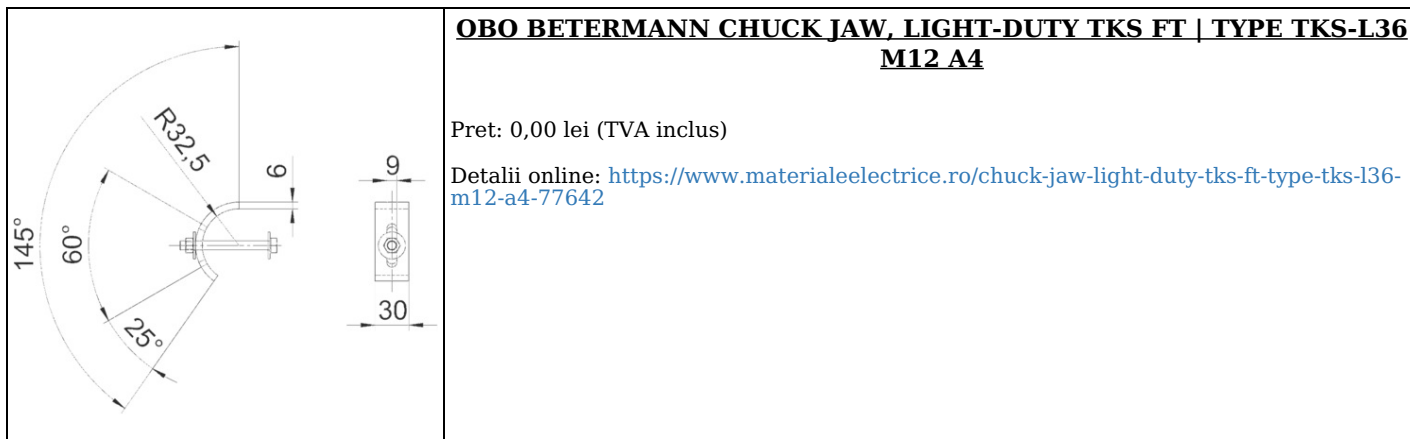 OBO BETERMANN CHUCK JAW, LIGHT-DUTY TKS FT | TYPE TKS-L36
M12 A4
Pret: 0,00 lei (TVA inclus)
Detalii online: https://www.materialeelectrice.ro/chuck-jaw-light-duty-tks-ft-type-tks-l36-
m12-a4-77642
R32,5
6
9
145°
60°
30
25°